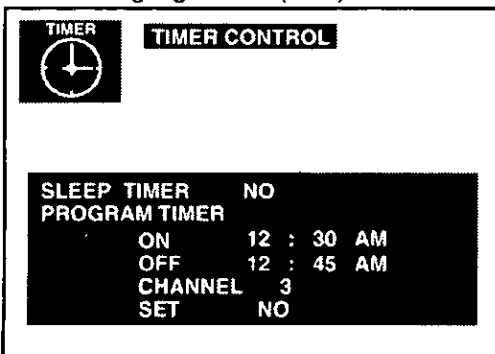 TIMER
TIMER CONTROL
SLEEP TIMER NO
PROGRAM TIMER
ON 12 : 30 AM
OFF 12 : 45 AM
CHANNEL 3
SET NO